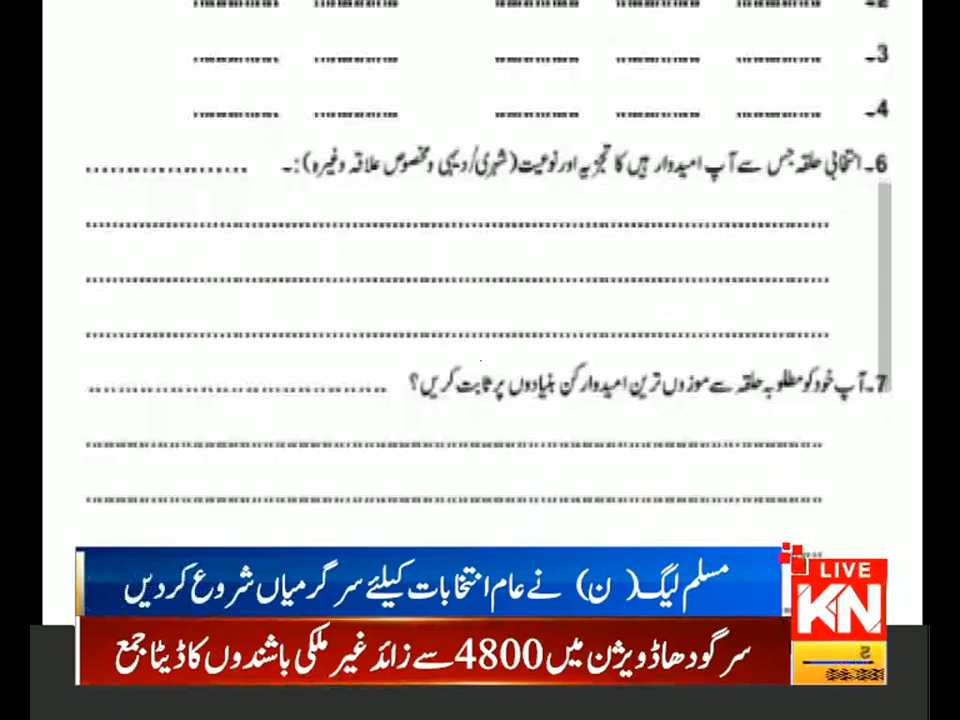 3۔
4۔
6۔ انتخابی حلقہ جس سے آپ امیدوار ہیں کا تجزیہ اور نوعیت (شہری/دیہی و مخصوص علاقہ وغیرہ):۔
7۔ آپ خود کو مطلوبہ حلقہ سے موزوں ترین امیدوار کن بنیادوں پر ثابت کریں؟
مسلم لیگ (ن) نے عام انتخابات کیلئے سرگرمیاں شروع کردیں
LIVE
KN
سرگودھا ڈویژن میں 4800 سے زائد غیر ملکی باشندوں کا ڈیٹا جمع